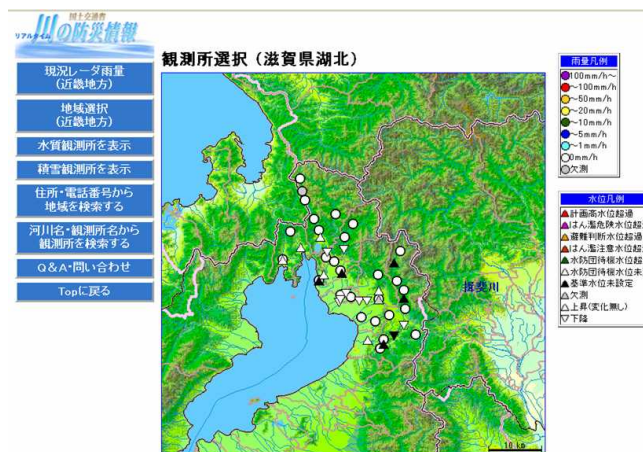 国土交通省
リアルタイム 川の防災情報
現況レーダ雨量
(近畿地方)
地域選択
(近畿地方)
水質観測所を表示
積雪観測所を表示
住所・電話番号から
地域を検索する
河川名・観測所名から
観測所を検索する
Q&A・問い合わせ
Topに戻る
観測所選択（滋賀県湖北）
揖斐川
10 km
雨量凡例
100mm/h～
～100mm/h
～50mm/h
～20mm/h
～10mm/h
～5mm/h
～1mm/h
0mm/h
欠測
水位凡例
計画高水位超過
はん濫危険水位超
避難判断水位超過
はん濫注意水位超
水防団待機水位超
水防団待機水位未
基準水位未設定
欠測
上昇(変化無し)
下降